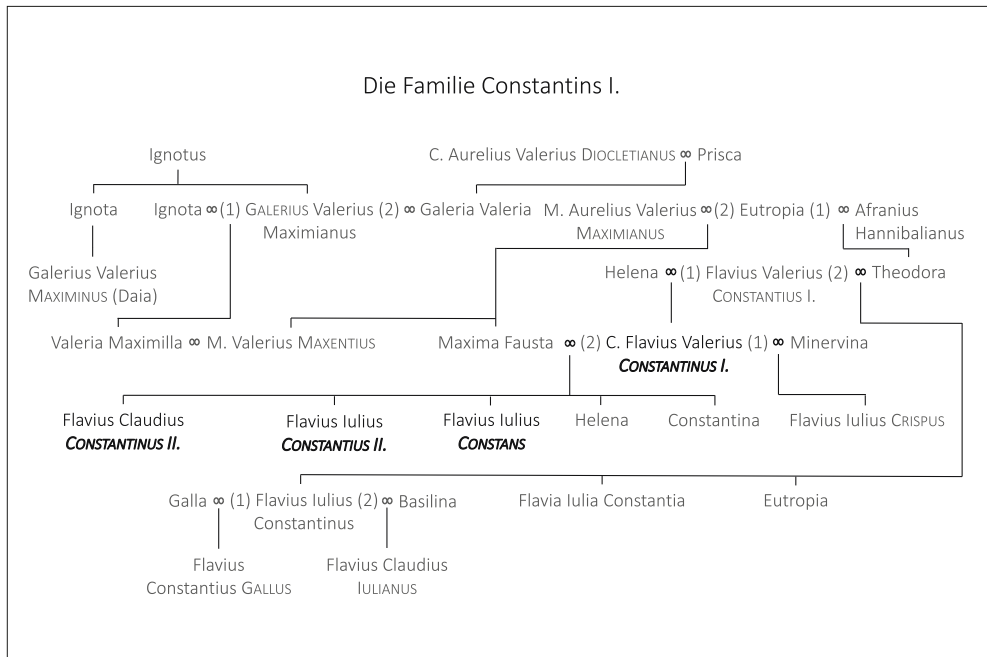 Die Familie Constantins I.
Ignotus
C. Aurelius Valerius DIOCLETIANUS ∞ Prisca
Ignota
Ignota ∞ (1) GALERIUS Valerius (2) ∞ Galeria Valeria
Maximianus
M. Aurelius Valerius ∞ (2) Eutropia (1) ∞ Afranius
MAXIMIANUS
Hannibalianus
Galerius Valerius
MAXIMINUS (Daia)
Helena ∞ (1) Flavius Valerius (2) ∞ Theodora
CONSTANTIUS I.
Valeria Maximilla ∞ M. Valerius MAXENTIUS
Maxima Fausta ∞ (2) C. Flavius Valerius (1) ∞ Minervina
CONSTANTINUS I.
Flavius Claudius
CONSTANTINUS II.
Flavius Iulius
CONSTANTIUS II.
Flavius Iulius
CONSTANS
Helena
Constantina
Flavius Iulius CRISPUS
Galla ∞ (1) Flavius Iulius (2) ∞ Basilina
Constantinus
Flavia Iulia Constantia
Eutropia
Flavius
Constantius GALLUS
Flavius Claudius
IULIANUS